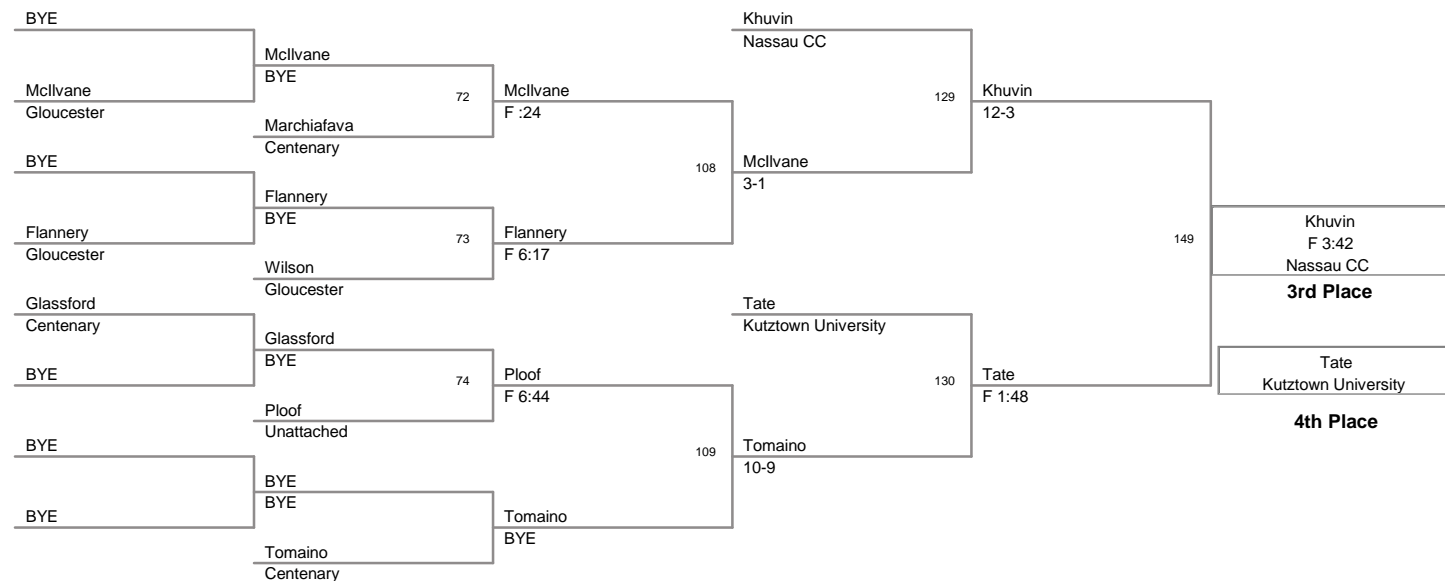 BYE
McIlvane
Gloucester
BYE
Flannery
Gloucester
Glassford
Centenary
BYE
BYE
BYE
McIlvane
BYE
72
Marchiafava
Centenary
Flannery
BYE
73
Wilson
Gloucester
Glassford
BYE
74
Ploof
Unattached
BYE
BYE
Tomaino
Centenary
McIlvane
F :24
108
Flannery
F 6:17
Ploof
F 6:44
109
Tomaino
BYE
Khuvin
Nassau CC
129
McIlvane
3-1
Tate
Kutztown University
130
Tomaino
10-9
Khuvin
12-3
149
Tate
F 1:48
Khuvin
F 3:42
Nassau CC
3rd Place
Tate
Kutztown University
4th Place